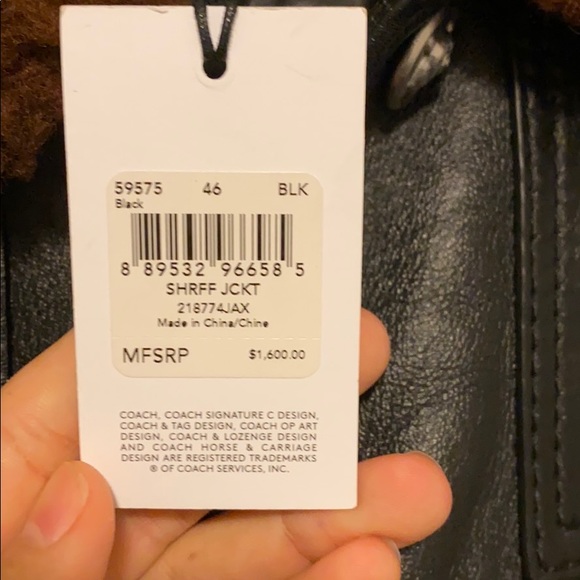 59575 46 BLK
Black
8 89532 96658 5
SHRFF JCKT
218774JAX
Made in China/Chine
MFSRP $1,600.00
COACH, COACH SIGNATURE C DESIGN,
COACH & TAG DESIGN, COACH OP ART
DESIGN, COACH & LOZENGE DESIGN
AND COACH HORSE & CARRIAGE
DESIGN ARE REGISTERED TRADEMARKS
® OF COACH SERVICES, INC.